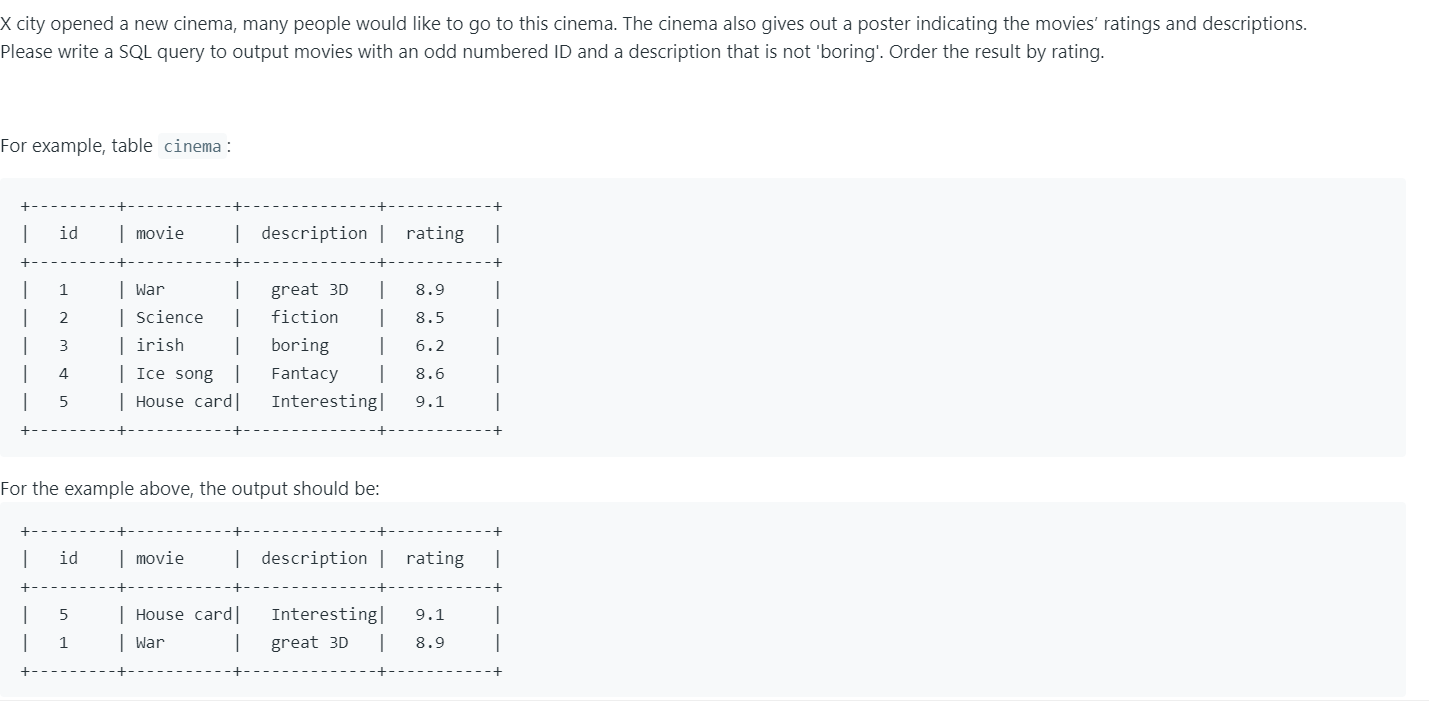 X city opened a new cinema, many people would like to go to this cinema. The cinema also gives out a poster indicating the movies’ ratings and descriptions.
Please write a SQL query to output movies with an odd numbered ID and a description that is not 'boring'. Order the result by rating.
For example, table cinema:
+---------+-----------+--------------+-----------+
|   id    | movie     |  description |  rating   |
+---------+-----------+--------------+-----------+
|   1     | War       |   great 3D   |   8.9     |
|   2     | Science   |   fiction    |   8.5     |
|   3     | irish     |   boring     |   6.2     |
|   4     | Ice song  |   Fantacy    |   8.6     |
|   5     | House card|   Interesting|   9.1     |
+---------+-----------+--------------+-----------+
For the example above, the output should be:
+---------+-----------+--------------+-----------+
|   id    | movie     |  description |  rating   |
+---------+-----------+--------------+-----------+
|   5     | House card|   Interesting|   9.1     |
|   1     | War       |   great 3D   |   8.9     |
+---------+-----------+--------------+-----------+